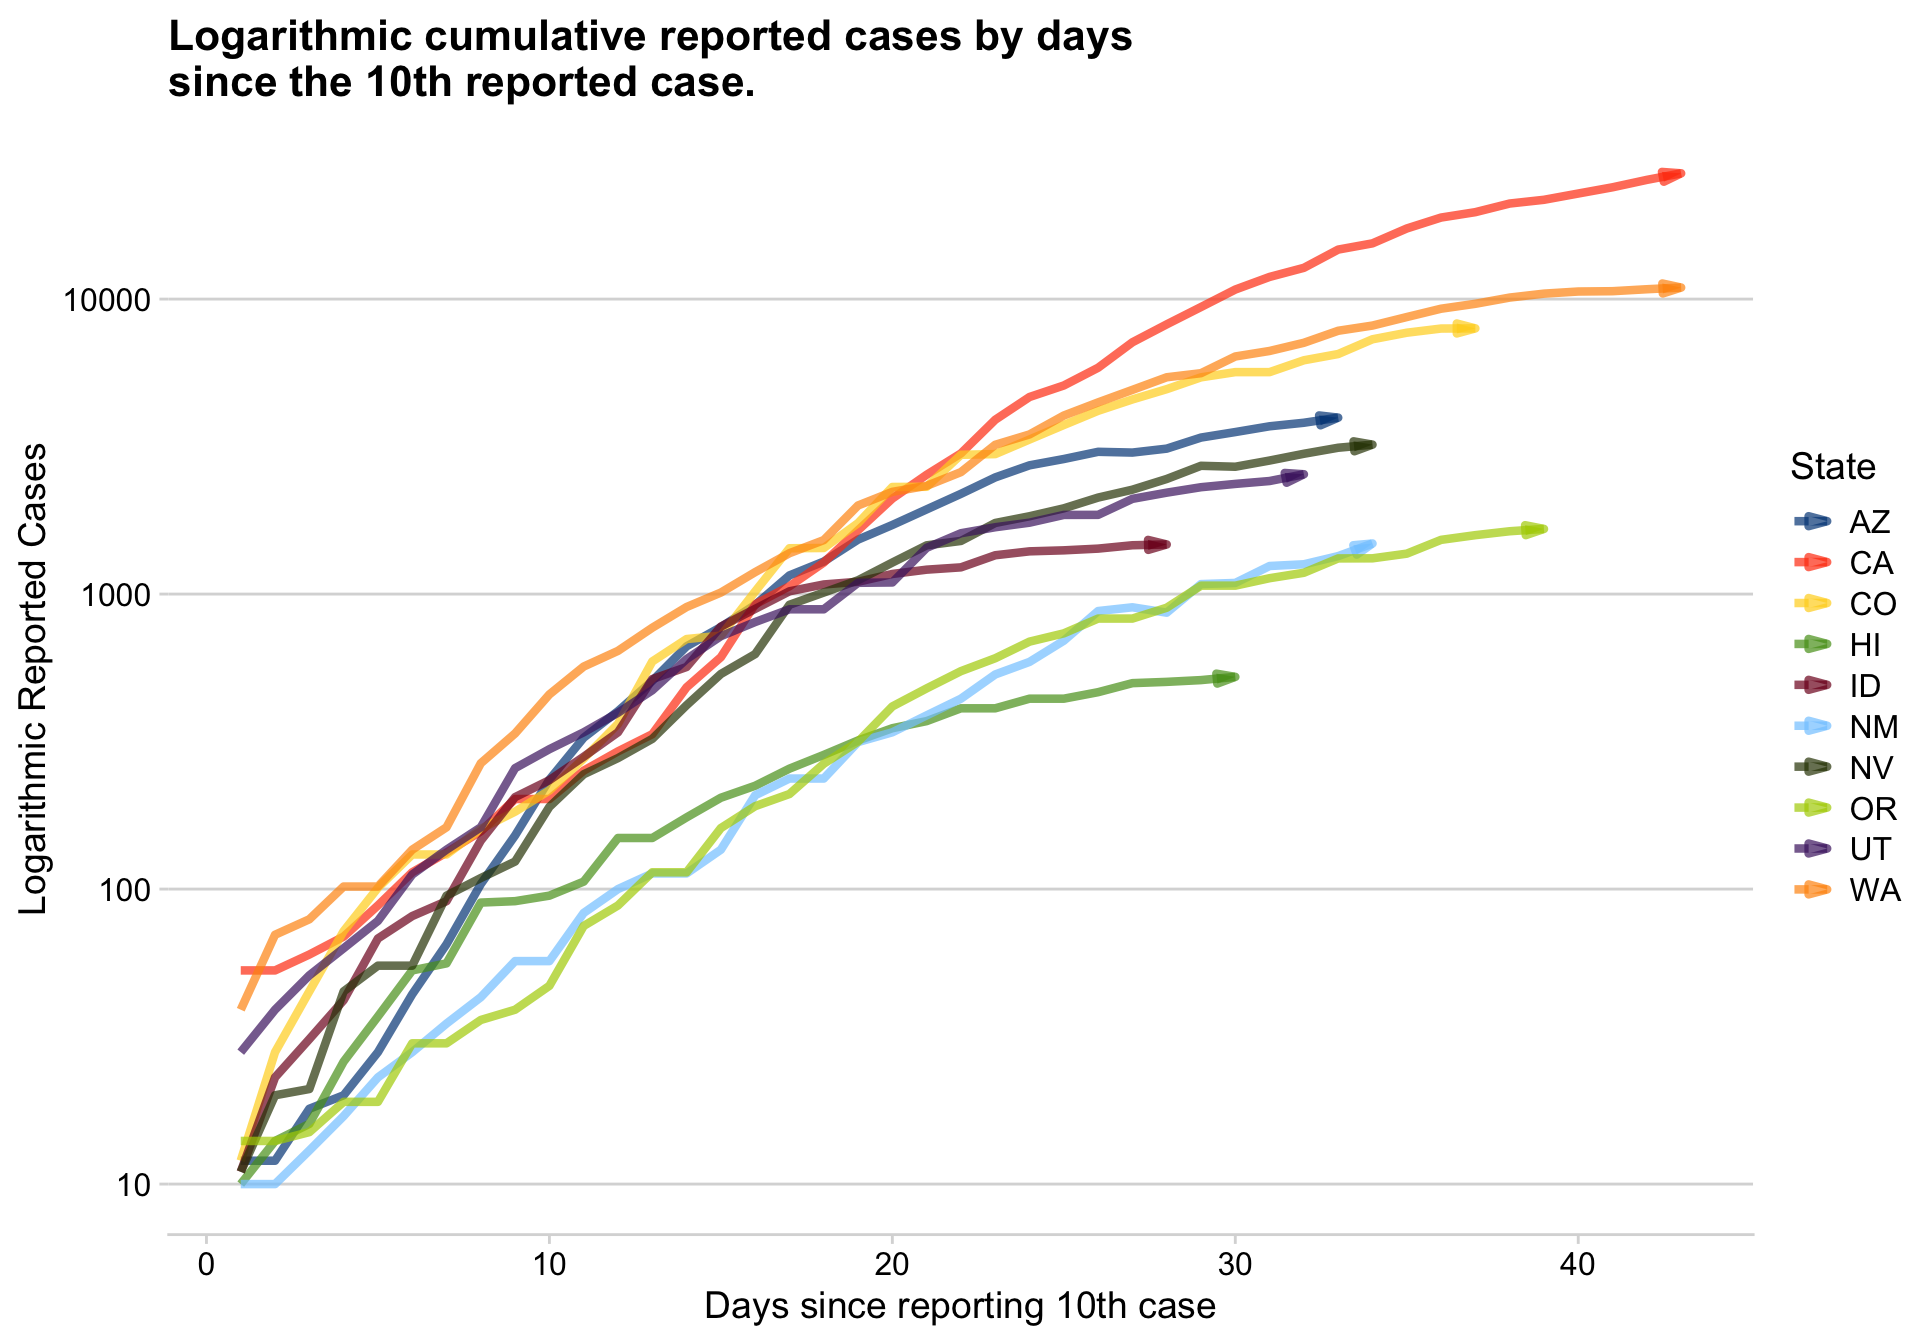 Logarithmic cumulative reported cases by days
since the 10th reported case.
Logarithmic Reported Cases
10000
1000
100
10
0 10 20 30 40
Days since reporting 10th case
State
AZ
CA
CO
HI
ID
NM
NV
OR
UT
WA